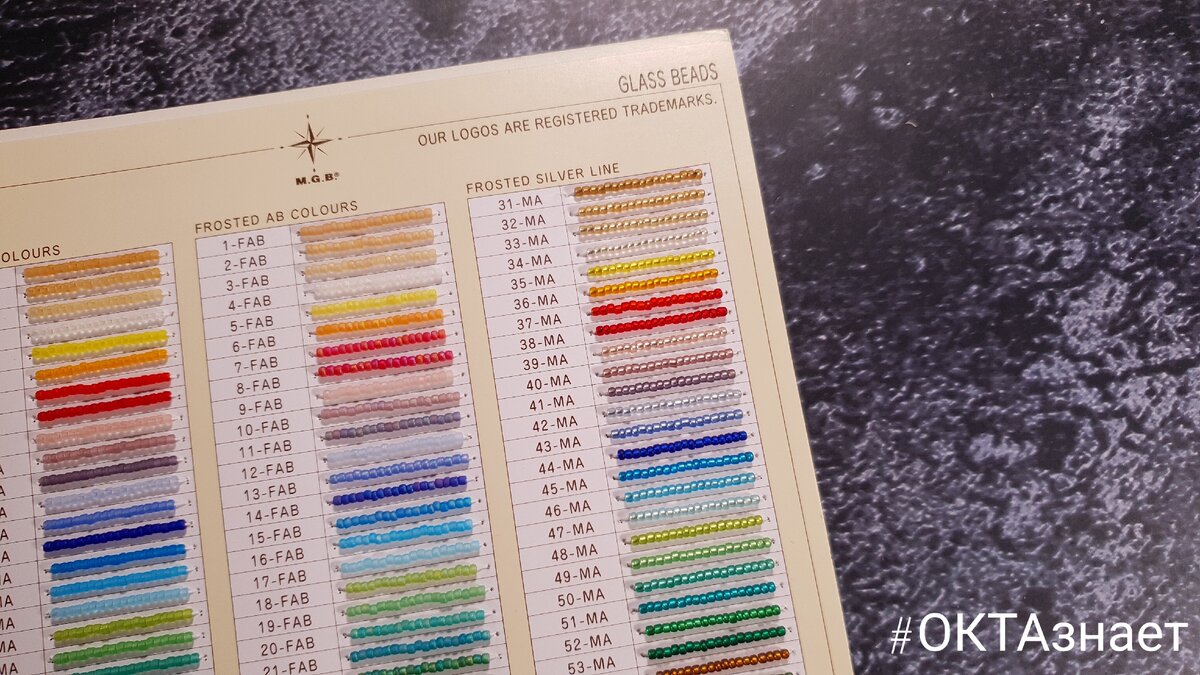 GLASS BEADS
OUR LOGOS ARE REGISTERED TRADEMARKS.
M.G.B.®
OLOURS
MA
MA
MA
FROSTED AB COLOURS
1-FAB
2-FAB
3-FAB
4-FAB
5-FAB
6-FAB
7-FAB
8-FAB
9-FAB
10-FAB
11-FAB
12-FAB
13-FAB
14-FAB
15-FAB
16-FAB
17-FAB
18-FAB
19-FAB
20-FAB
21-FAB
FROSTED SILVER LINE
31-MA
32-MA
33-MA
34-MA
35-MA
36-MA
37-MA
38-MA
39-MA
40-MA
41-MA
42-MA
43-MA
44-MA
45-MA
46-MA
47-MA
48-MA
49-MA
50-MA
51-MA
52-MA
53-MA
#ОКТАзнает